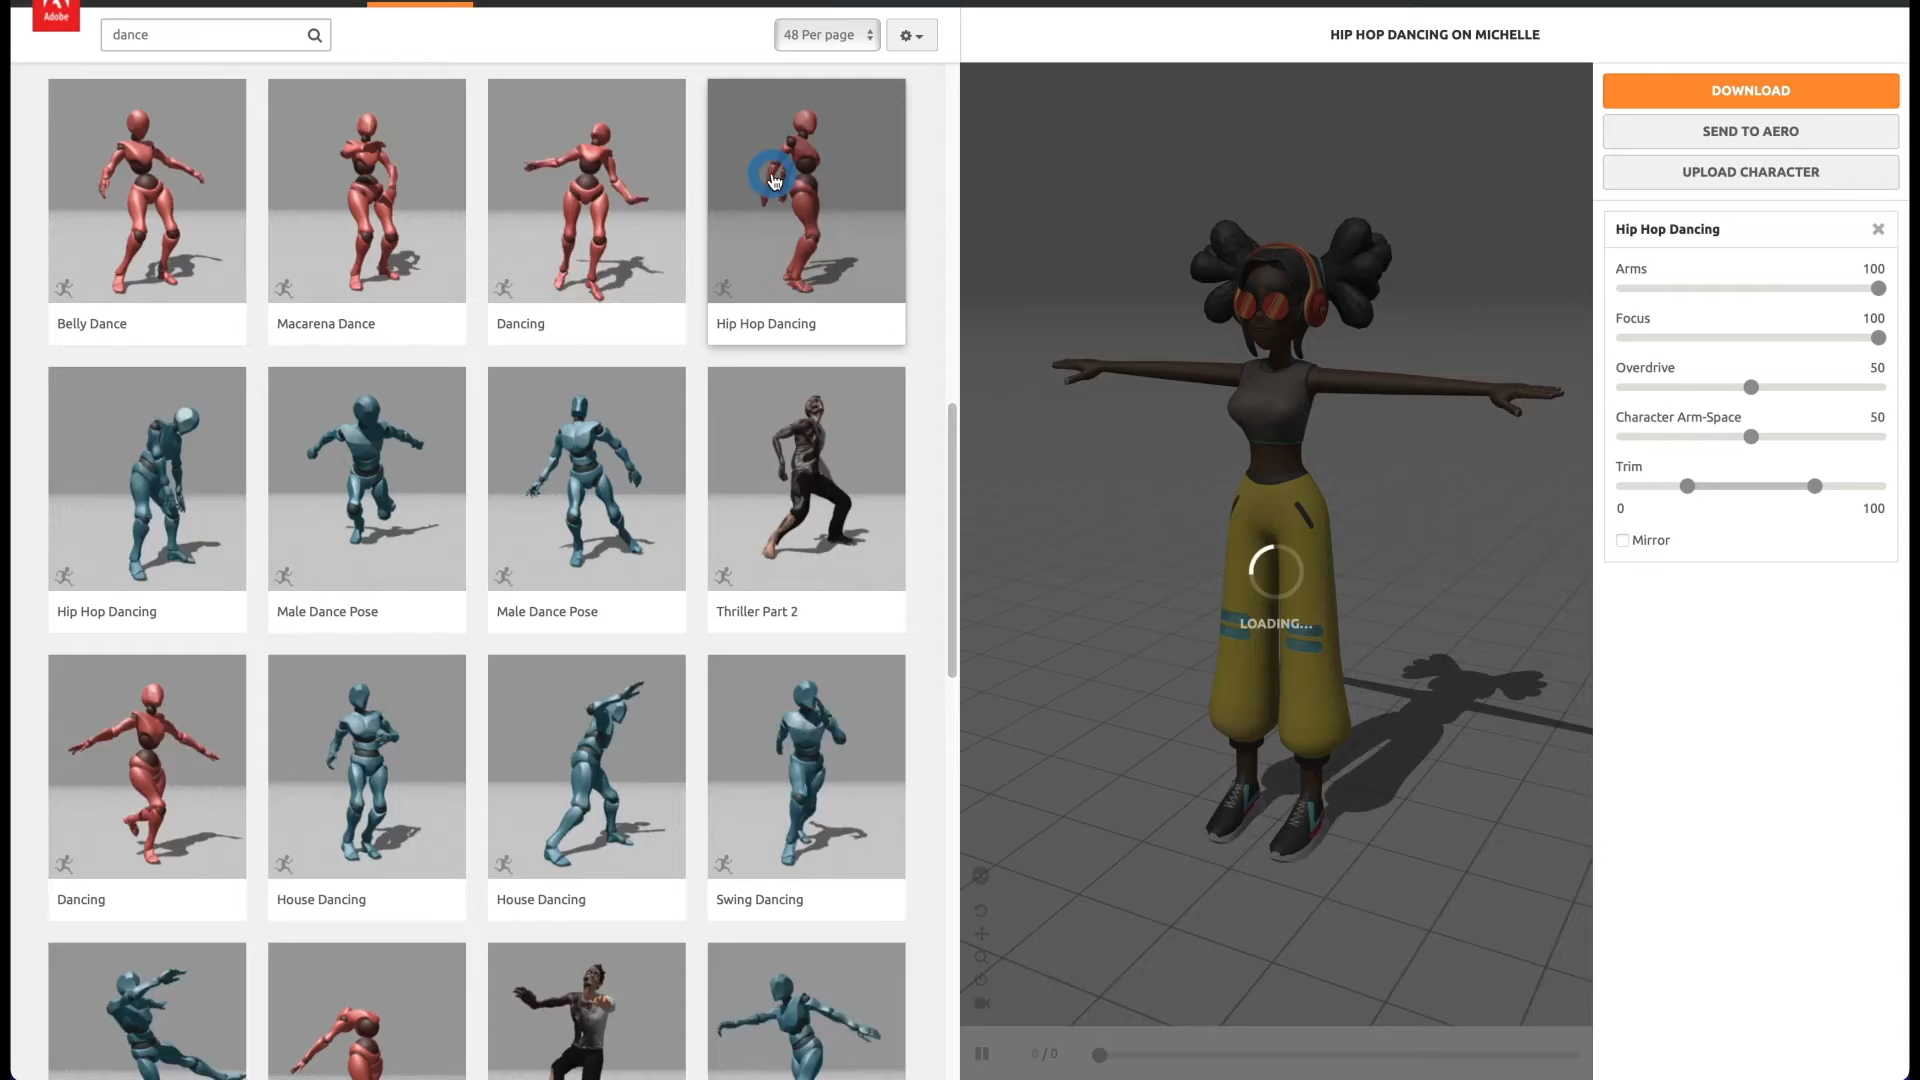 Adobe
dance
48 Per page
HIP HOP DANCING ON MICHELLE
Belly Dance
Macarena Dance
Dancing
Hip Hop Dancing
Hip Hop Dancing
Male Dance Pose
Male Dance Pose
Thriller Part 2
Dancing
House Dancing
House Dancing
Swing Dancing
LOADING...
0 / 0
DOWNLOAD
SEND TO AERO
UPLOAD CHARACTER
Hip Hop Dancing
Arms 100
Focus 100
Overdrive 50
Character Arm-Space 50
Trim
0 100
Mirror